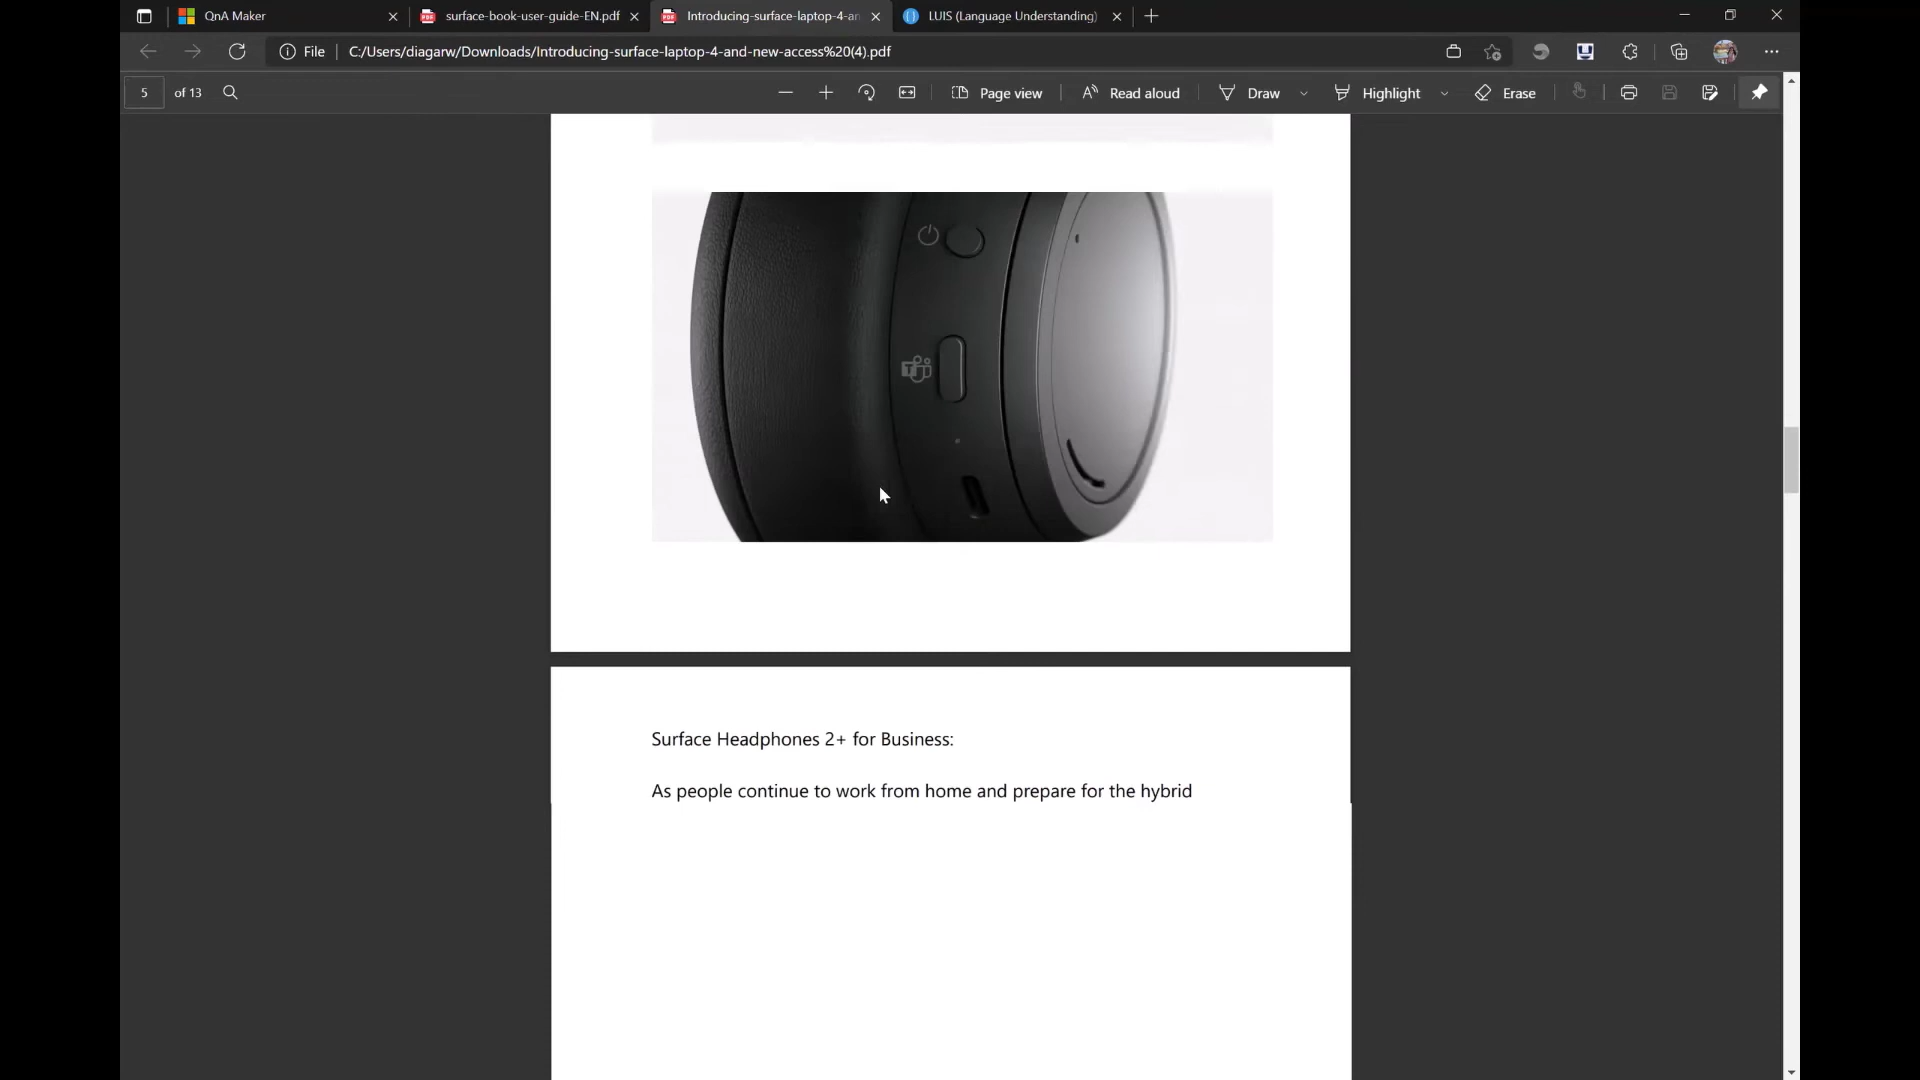 QnA Maker
surface-book-user-guide-EN.pdf
Introducing-surface-laptop-4-an
LUIS (Language Understanding)
File
C:/Users/diagarw/Downloads/Introducing-surface-laptop-4-and-new-access%20(4).pdf
5 of 13
Page view
Read aloud
Draw
Highlight
Erase
Surface Headphones 2+ for Business:
As people continue to work from home and prepare for the hybrid